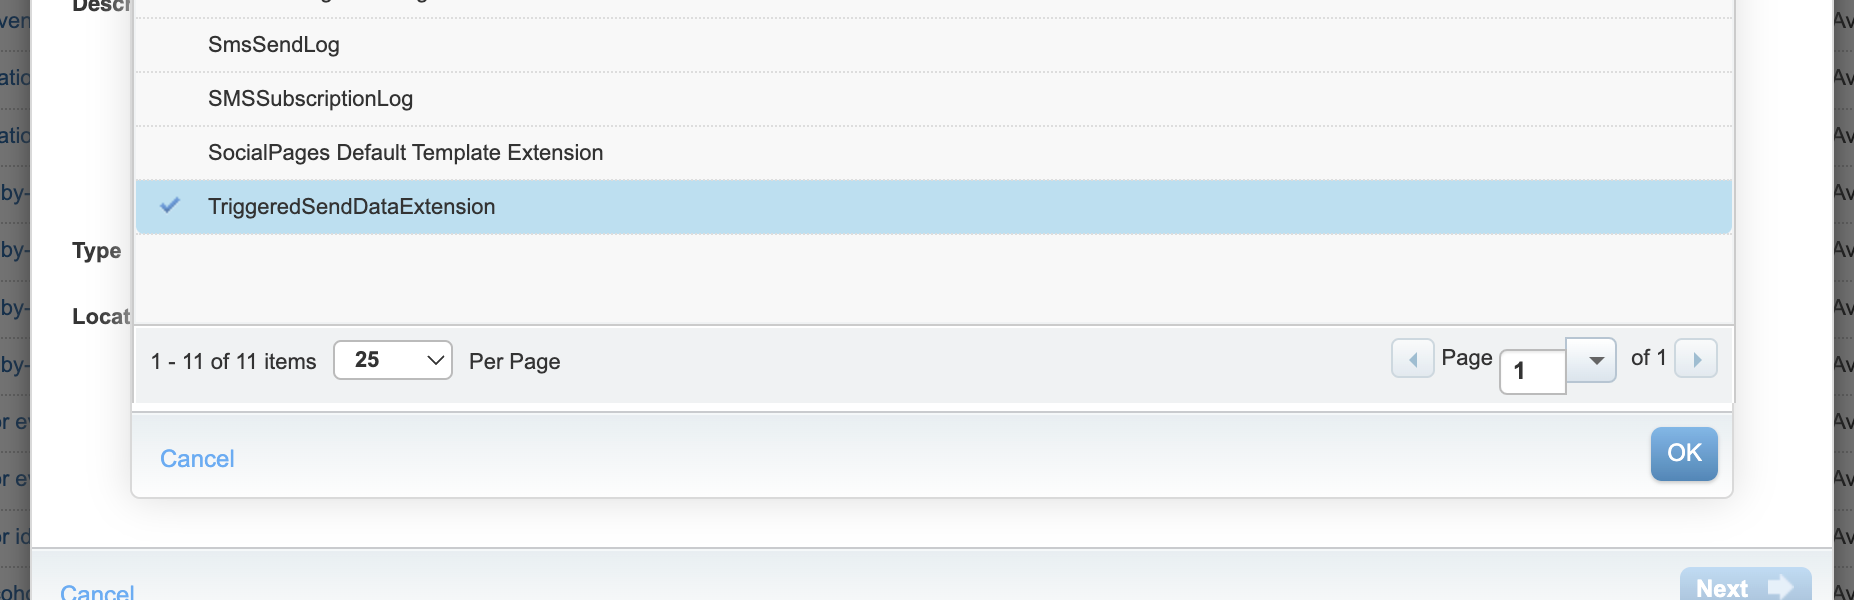 SmsSendLog
SMSSubscriptionLog
SocialPages Default Template Extension
TriggeredSendDataExtension
Type
Locat
1 - 11 of 11 items 25 Per Page
Page 1 of 1
Cancel OK
Cancel Next